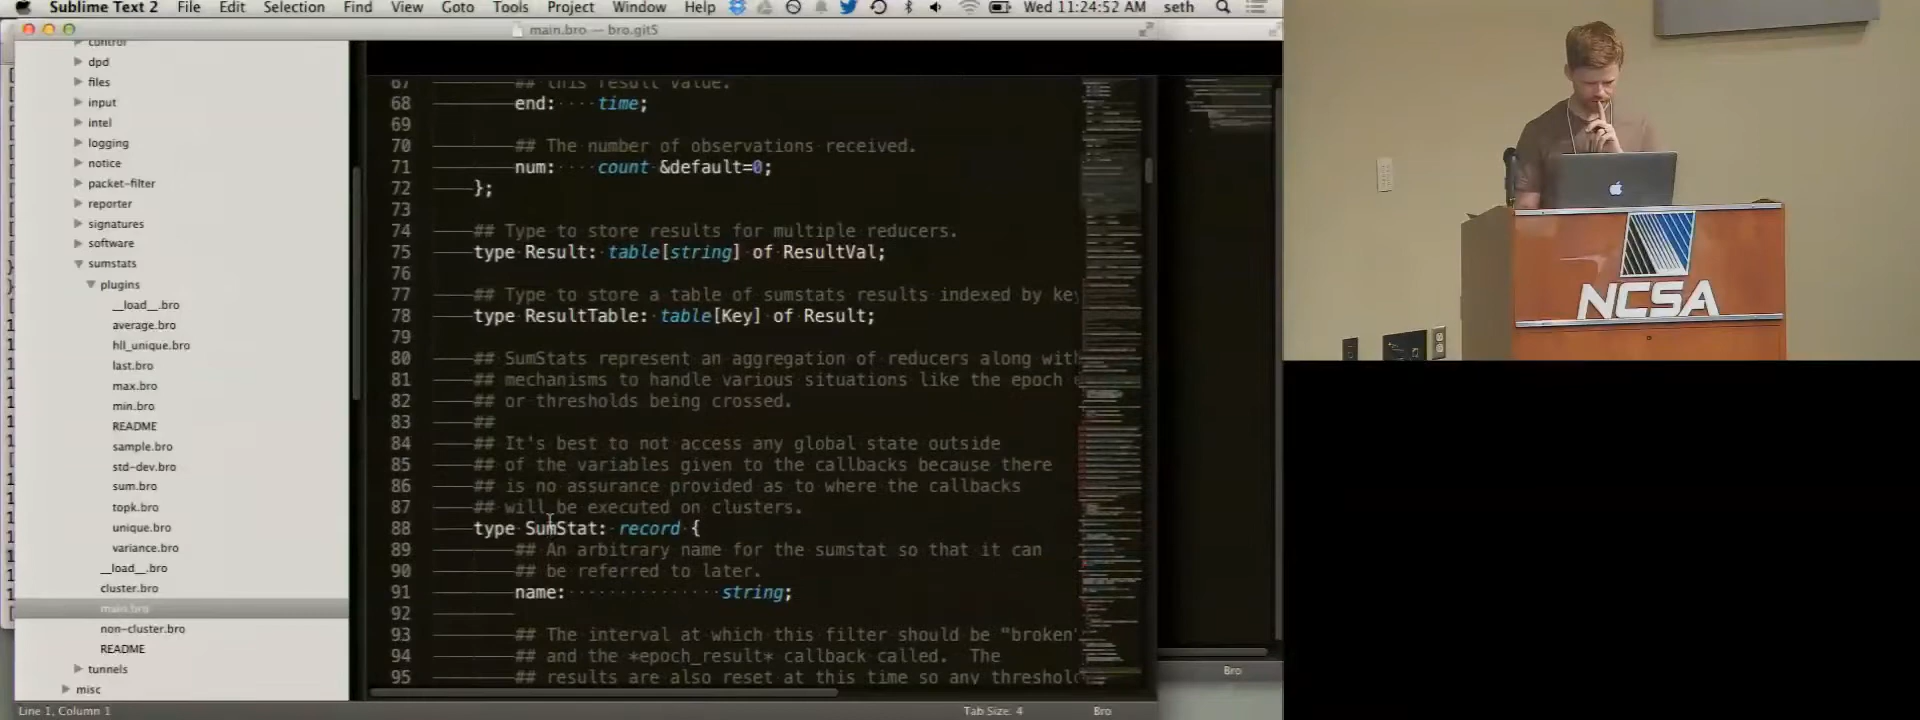 Sublime Text 2 File Edit Selection Find View Goto Tools Project Window Help Wed 11:24:52 AM seth
main.bro — bro.git5
control
dpd
files
input
intel
logging
notice
packet-filter
reporter
signatures
software
sumstats
plugins
__load__.bro
average.bro
hll_unique.bro
last.bro
max.bro
min.bro
README
sample.bro
std-dev.bro
sum.bro
topk.bro
unique.bro
variance.bro
__load__.bro
cluster.bro
main.bro
non-cluster.bro
README
tunnels
misc
67 ## this result value.
68 end: time;
69
70 ## The number of observations received.
71 num: count &default=0;
72 };
73
74 ## Type to store results for multiple reducers.
75 type Result: table[string] of ResultVal;
76
77 ## Type to store a table of sumstats results indexed by key
78 type ResultTable: table[Key] of Result;
79
80 ## SumStats represent an aggregation of reducers along with
81 ## mechanisms to handle various situations like the epoch
82 ## or thresholds being crossed.
83 ##
84 ## It's best to not access any global state outside
85 ## of the variables given to the callbacks because there
86 ## is no assurance provided as to where the callbacks
87 ## will be executed on clusters.
88 type SumStat: record {
89 ## An arbitrary name for the sumstat so that it can
90 ## be referred to later.
91 name: string;
92
93 ## The interval at which this filter should be "broken"
94 ## and the *epoch_result* callback called. The
95 ## results are also reset at this time so any threshold
Line 1, Column 1
Tab Size: 4
Bro
Bro
NCSA